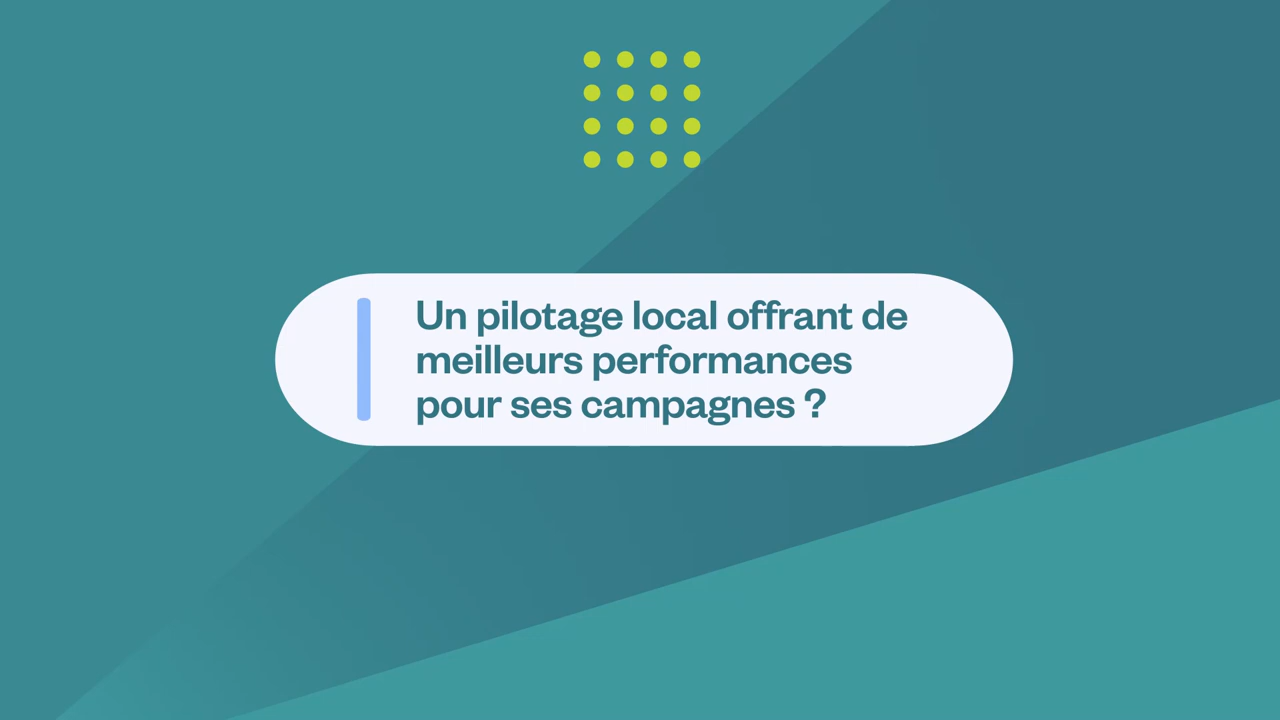 Un pilotage local offrant de
meilleurs performances
pour ses campagnes ?